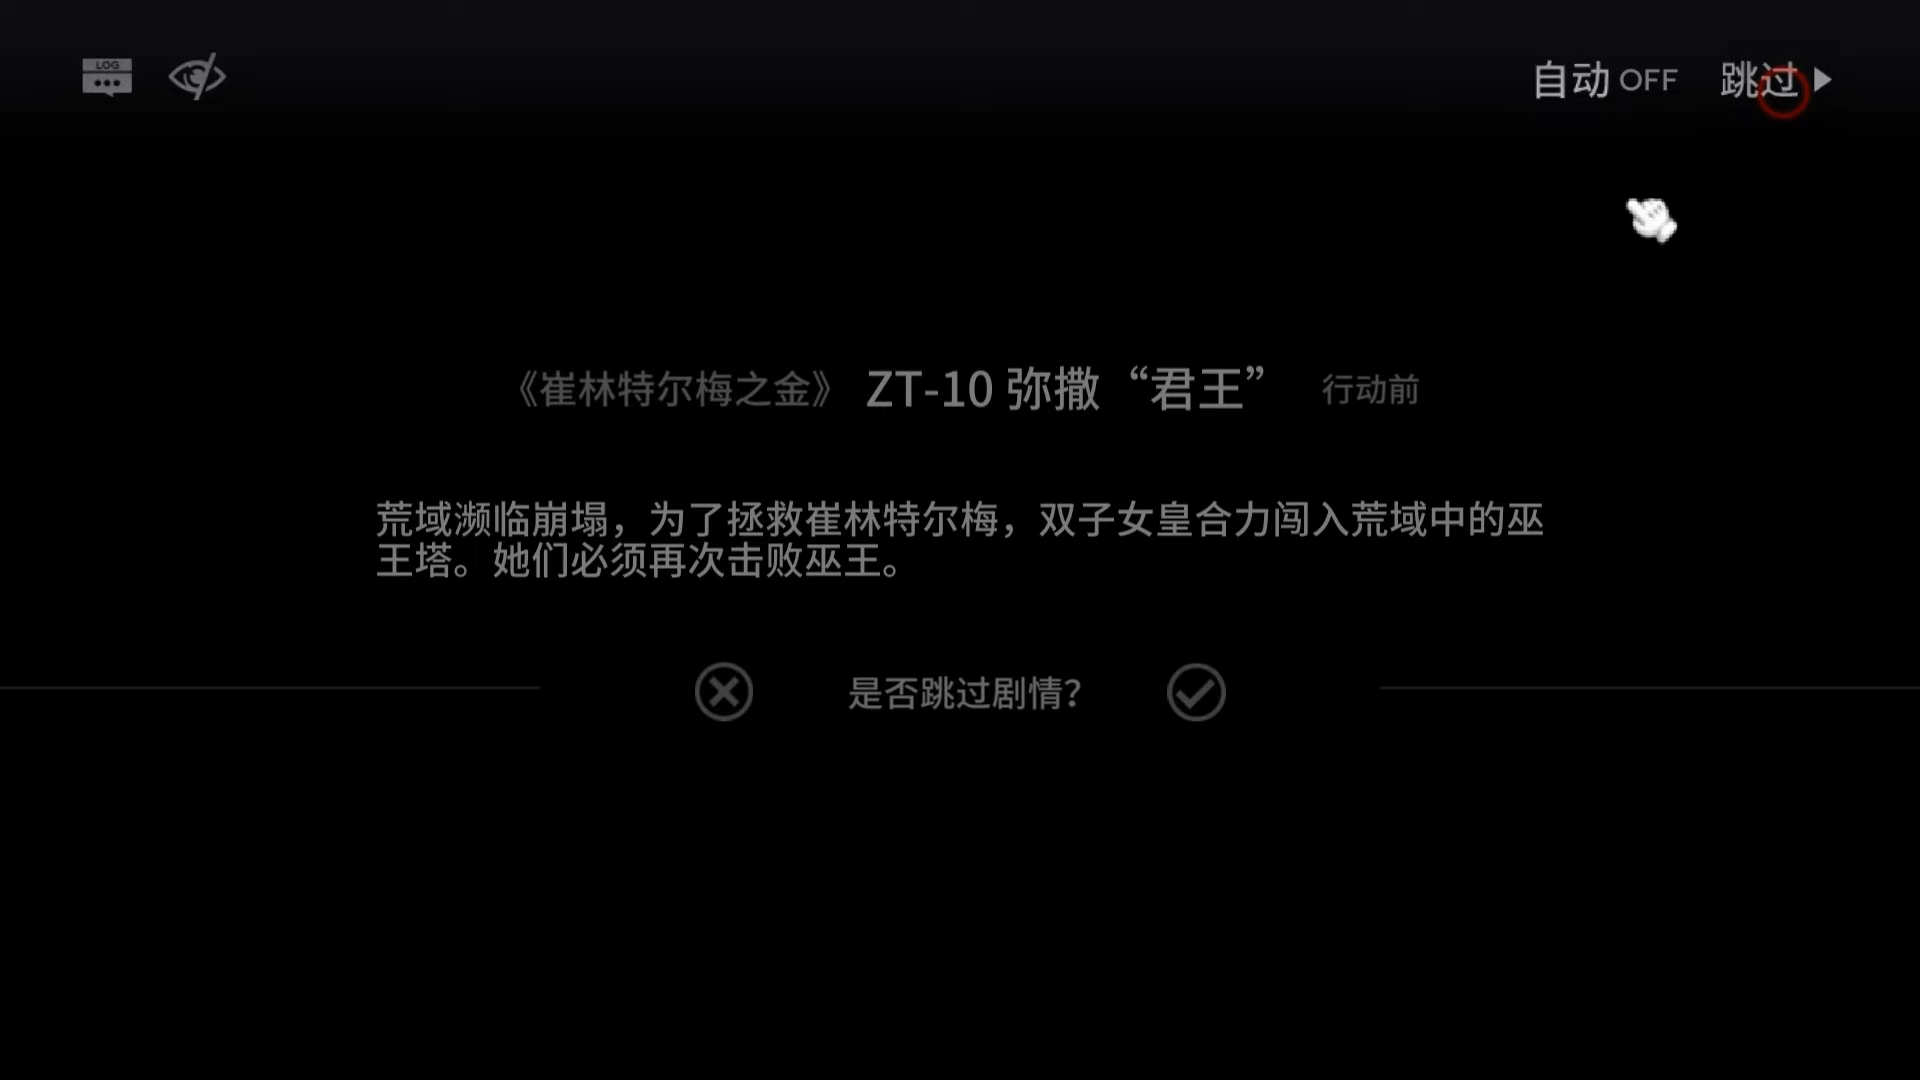 LOG
自动 OFF 跳过
《崔林特尔梅之金》 ZT-10 弥撒“君王” 行动前
荒域濒临崩塌，为了拯救崔林特尔梅，双子女皇合力闯入荒域中的巫
王塔。她们必须再次击败巫王。
是否跳过剧情？